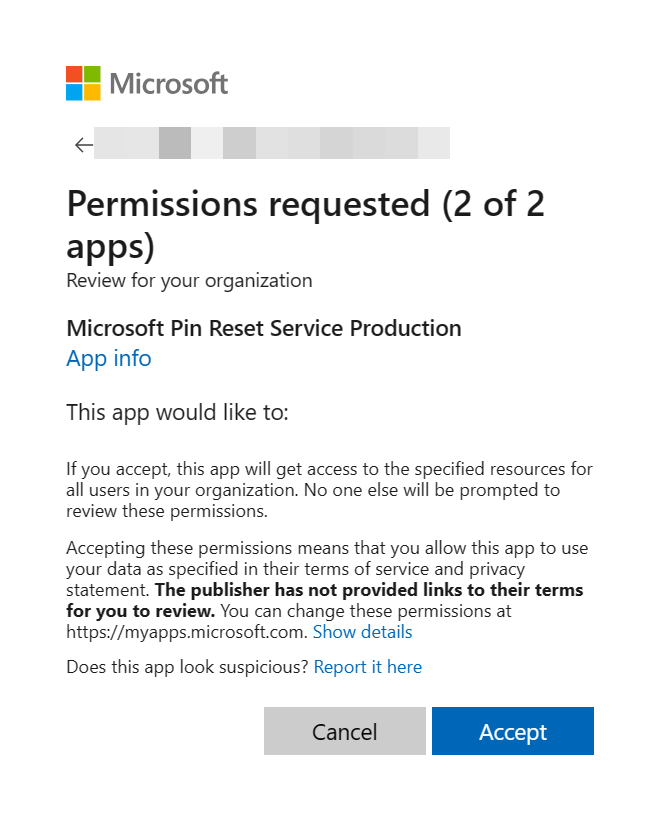 Microsoft
Permissions requested (2 of 2
apps)
Review for your organization
Microsoft Pin Reset Service Production
App info
This app would like to:
If you accept, this app will get access to the specified resources for
all users in your organization. No one else will be prompted to
review these permissions.
Accepting these permissions means that you allow this app to use
your data as specified in their terms of service and privacy
statement. The publisher has not provided links to their terms
for you to review. You can change these permissions at
https://myapps.microsoft.com. Show details
Does this app look suspicious? Report it here
Cancel Accept